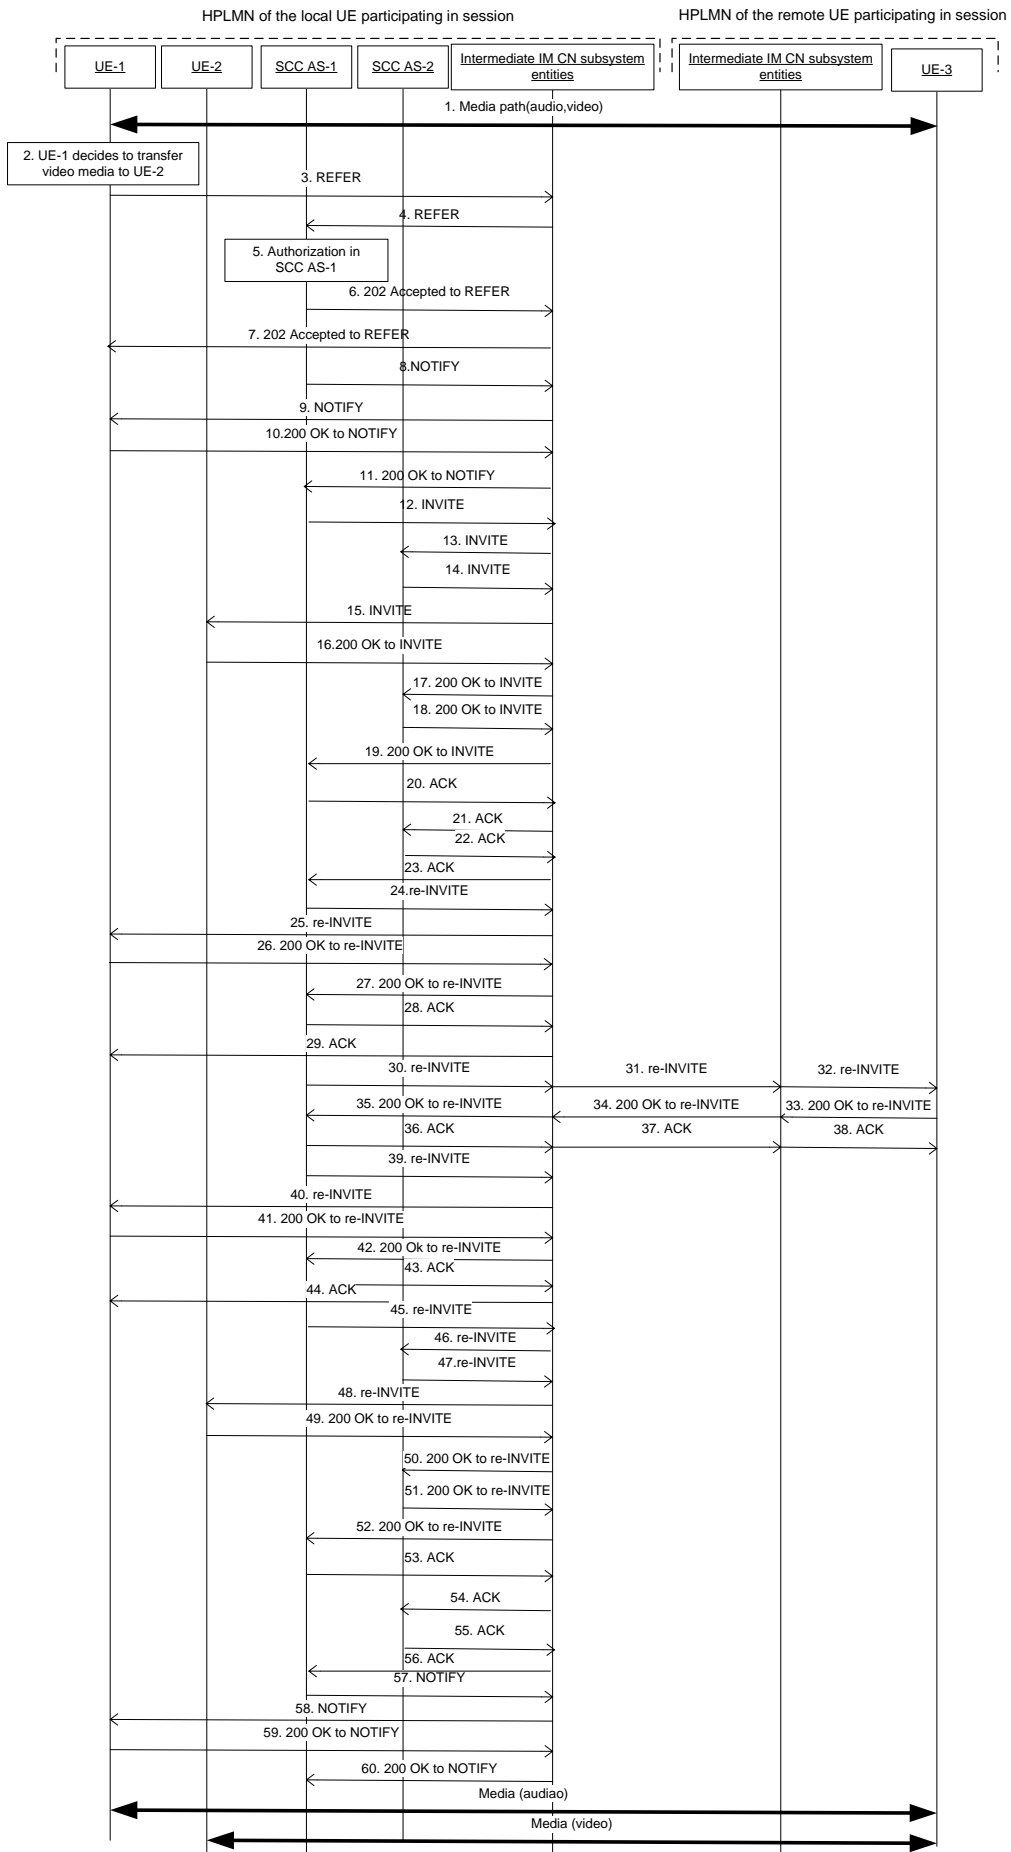 HPLMN of the local UE participating in session
HPLMN of the remote UE participating in session
UE-1
UE-2
SCC AS-1
SCC AS-2
Intermediate IM CN subsystem
entities
Intermediate IM CN subsystem
entities
UE-3
1. Media path(audio,video)
2. UE-1 decides to transfer
video media to UE-2
3. REFER
4. REFER
5. Authorization in
SCC AS-1
6. 202 Accepted to REFER
7. 202 Accepted to REFER
8.NOTIFY
9. NOTIFY
10.200 OK to NOTIFY
11. 200 OK to NOTIFY
12. INVITE
13. INVITE
14. INVITE
15. INVITE
16.200 OK to INVITE
17. 200 OK to INVITE
18. 200 OK to INVITE
19. 200 OK to INVITE
20. ACK
21. ACK
22. ACK
23. ACK
24.re-INVITE
25. re-INVITE
26. 200 OK to re-INVITE
27. 200 OK to re-INVITE
28. ACK
29. ACK
30. re-INVITE
31. re-INVITE
32. re-INVITE
35. 200 OK to re-INVITE
34. 200 OK to re-INVITE
33. 200 OK to re-INVITE
36. ACK
37. ACK
38. ACK
39. re-INVITE
40. re-INVITE
41. 200 OK to re-INVITE
42. 200 Ok to re-INVITE
43. ACK
44. ACK
45. re-INVITE
46. re-INVITE
47.re-INVITE
48. re-INVITE
49. 200 OK to re-INVITE
50. 200 OK to re-INVITE
51. 200 OK to re-INVITE
52. 200 OK to re-INVITE
53. ACK
54. ACK
55. ACK
56. ACK
57. NOTIFY
58. NOTIFY
59. 200 OK to NOTIFY
60. 200 OK to NOTIFY
Media (audiao)
Media (video)